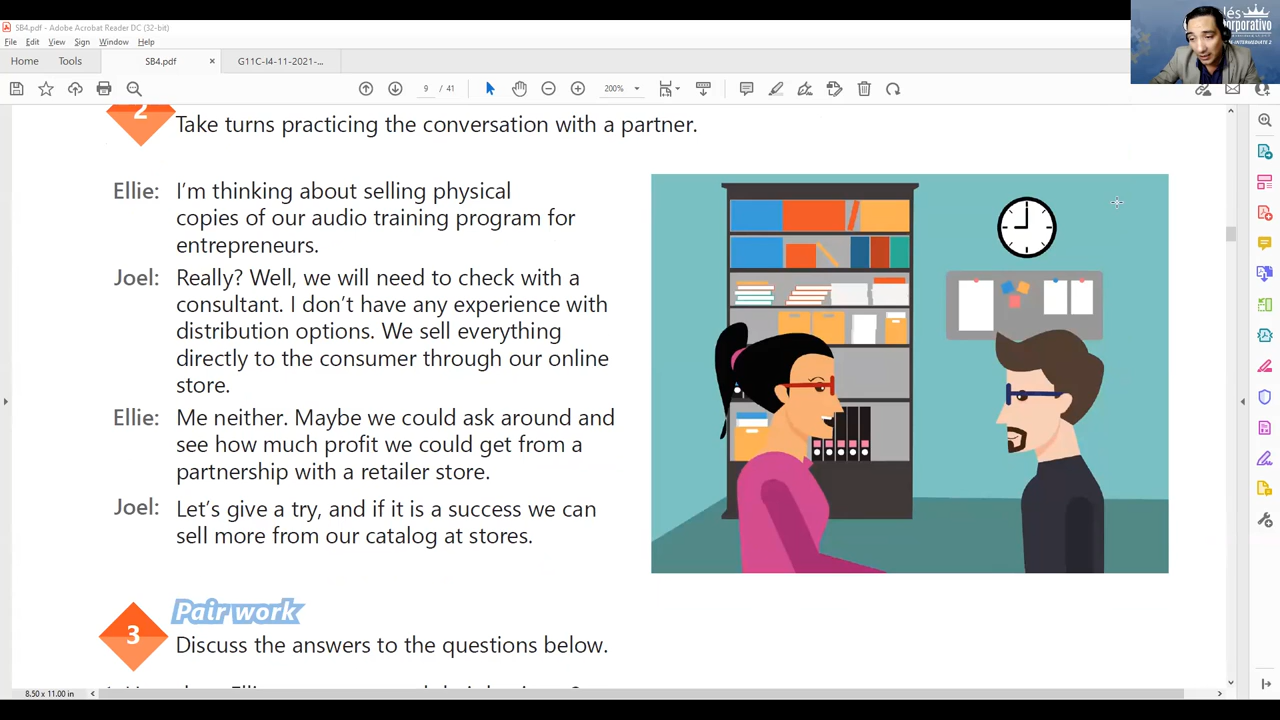 SB4.pdf - Adobe Acrobat Reader DC (32-bit)
File Edit View Sign Window Help
Home Tools SB4.pdf × G11C-I4-11-2021-...
9 / 41 200%
2
Take turns practicing the conversation with a partner.
Ellie: I'm thinking about selling physical
copies of our audio training program for
entrepreneurs.
Joel: Really? Well, we will need to check with a
consultant. I don't have any experience with
distribution options. We sell everything
directly to the consumer through our online
store.
Ellie: Me neither. Maybe we could ask around and
see how much profit we could get from a
partnership with a retailer store.
Joel: Let's give a try, and if it is a success we can
sell more from our catalog at stores.
3
Pair work
Discuss the answers to the questions below.
8.50 x 11.00 in